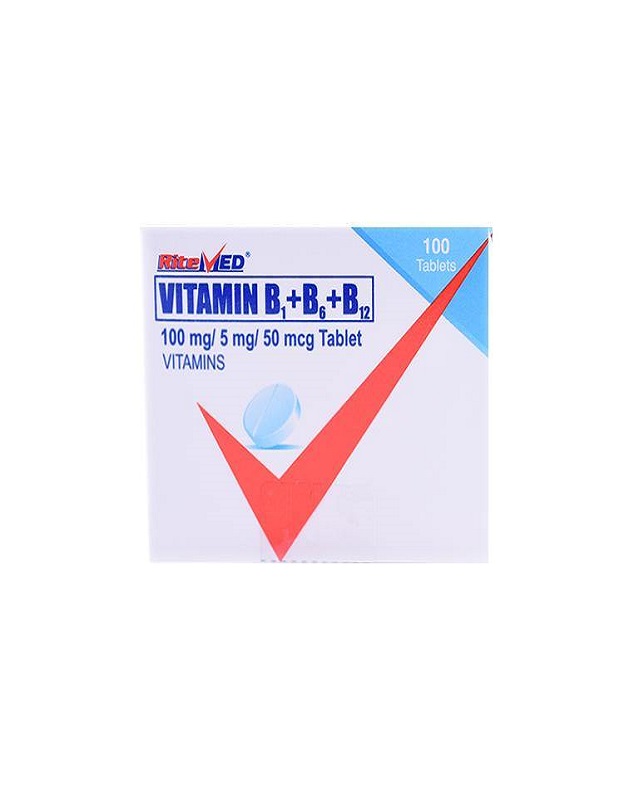 RiteMED®
VITAMIN B₁+B₆+B₁₂
100 mg/ 5 mg/ 50 mcg Tablet
VITAMINS
100
Tablets